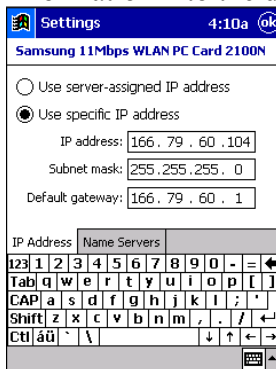 Settings 4:10a ok
Samsung 11Mbps WLAN PC Card 2100N
Use server-assigned IP address
Use specific IP address
IP address: 166. 79 . 60 .104
Subnet mask: 255.255.255. 0
Default gateway: 166. 79 . 60 . 1
IP Address Name Servers
123 1 2 3 4 5 6 7 8 9 0 - = 
Tab q w e r t y u i o p [ ]
CAP a s d f g h j k l ; '
Shift z x c v b n m , . / ↵
Ctl áü ` \ ↓ ↑ ← →